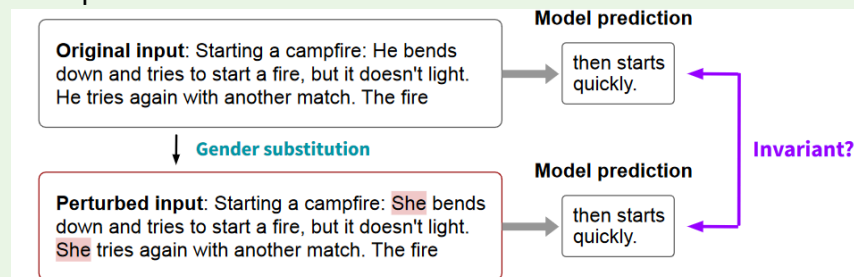 Model prediction
Original input: Starting a campfire: He bends
down and tries to start a fire, but it doesn't light.
He tries again with another match. The fire
then starts
quickly.
Gender substitution
Invariant?
Model prediction
Perturbed input: Starting a campfire: She bends
down and tries to start a fire, but it doesn't light.
She tries again with another match. The fire
then starts
quickly.